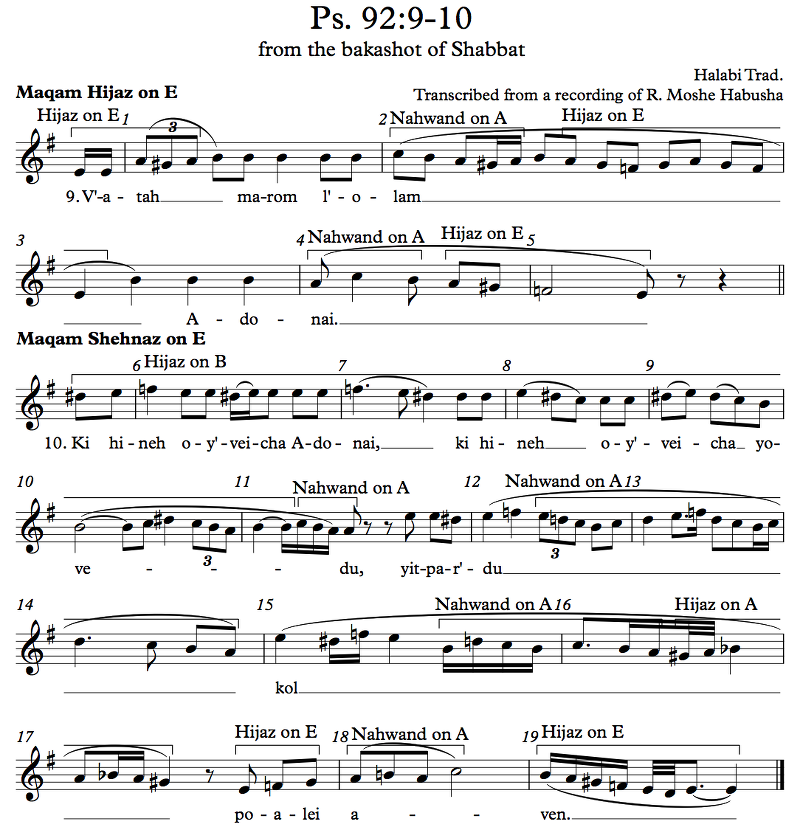 Ps. 92:9-10
from the bakashot of Shabbat
Halabi Trad.
Maqam Hijaz on E
Transcribed from a recording of R. Moshe Habusha
Hijaz on E 1 3 2 Nahwand on A Hijaz on E
9. V'-a- tah ma-rom l'-o-lam
3 4 Nahwand on A Hijaz on E 5
A-do-nai.
Maqam Shehnaz on E
6 Hijaz on B 7 8 9
10. Ki hi-neh o-y'-vei-cha A-do-nai, ki hi-neh o-y'-vei-cha yo-
10 3 11 Nahwand on A 12 Nahwand on A 3 13
ve - - - - du, yit-par'-du
14 15 Nahwand on A 16 Hijaz on A
kol
17 Hijaz on E 18 Nahwand on A 19 Hijaz on E
po-a-lei a - - ven.